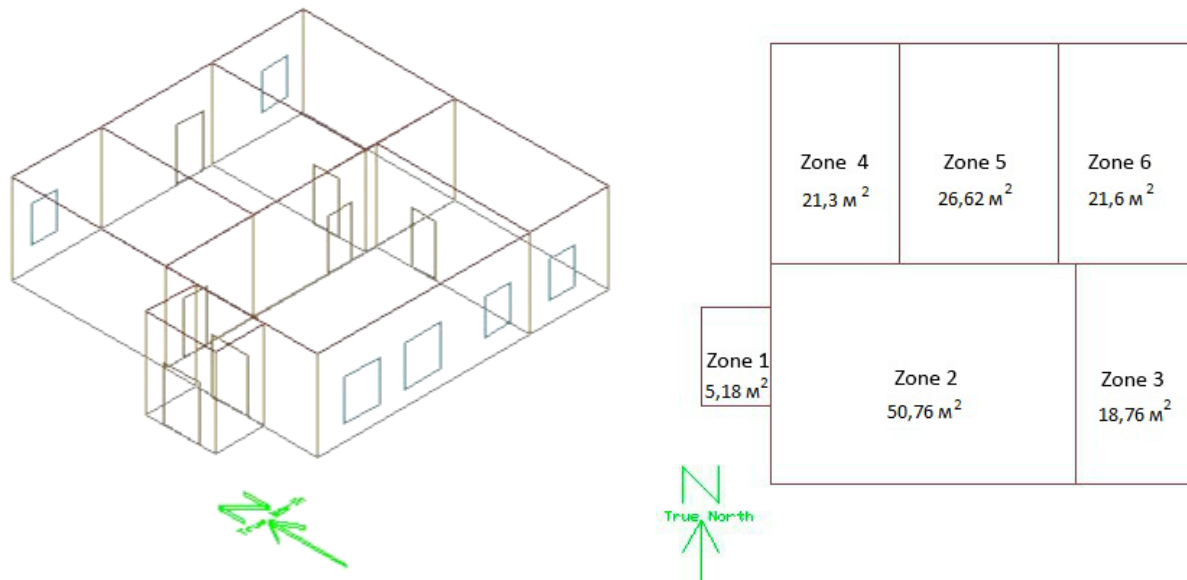 Zone 4
21,3 м²
Zone 5
26,62 м²
Zone 6
21,6 м²
Zone 1
5,18 м²
Zone 2
50,76 м²
Zone 3
18,76 м²
N
True North
N